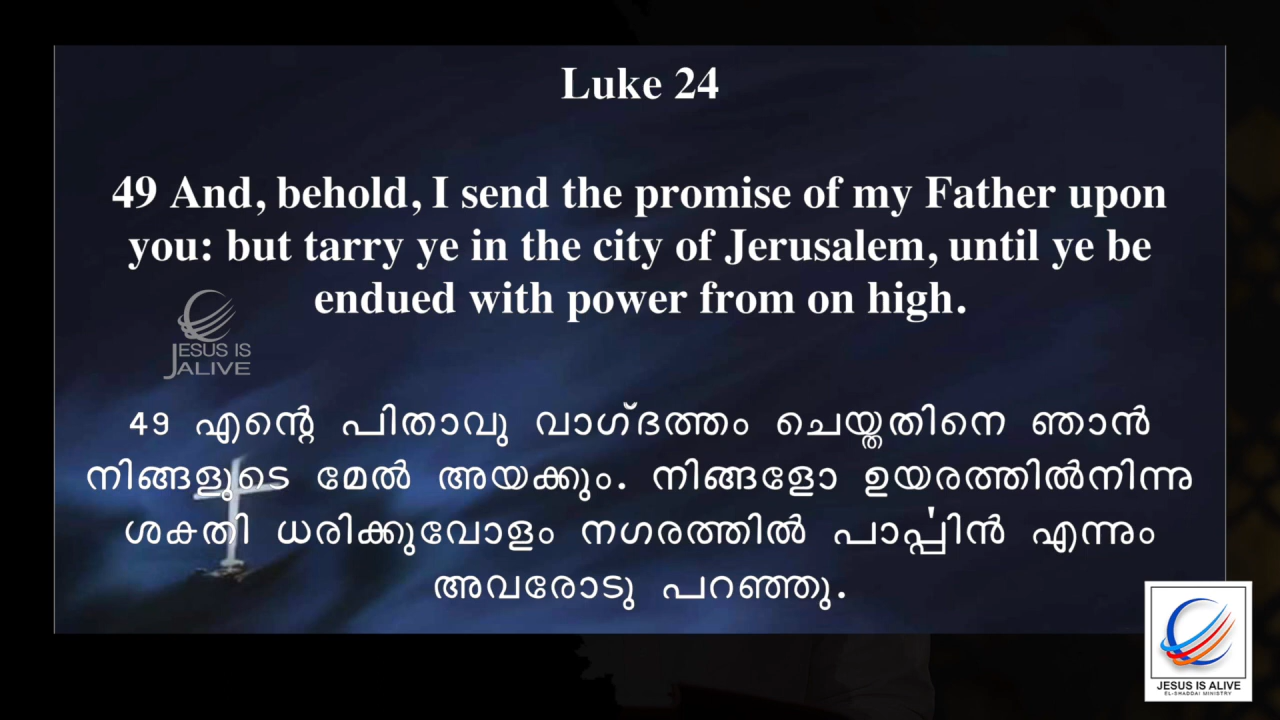 Luke 24
49 And, behold, I send the promise of my Father upon
you: but tarry ye in the city of Jerusalem, until ye be
endued with power from on high.
JESUS IS
ALIVE
49 എന്റെ പിതാവു വാഗ്ദത്തം ചെയ്തതിനെ ഞാൻ
നിങ്ങളുടെ മേൽ അയക്കും. നിങ്ങളോ ഉയരത്തിൽനിന്നു
ശക്തി ധരിക്കുവോളം നഗരത്തിൽ പാർപ്പിൻ എന്നും
അവരോടു പറഞ്ഞു.
JESUS IS ALIVE
EL-SHADDAI MINISTRY